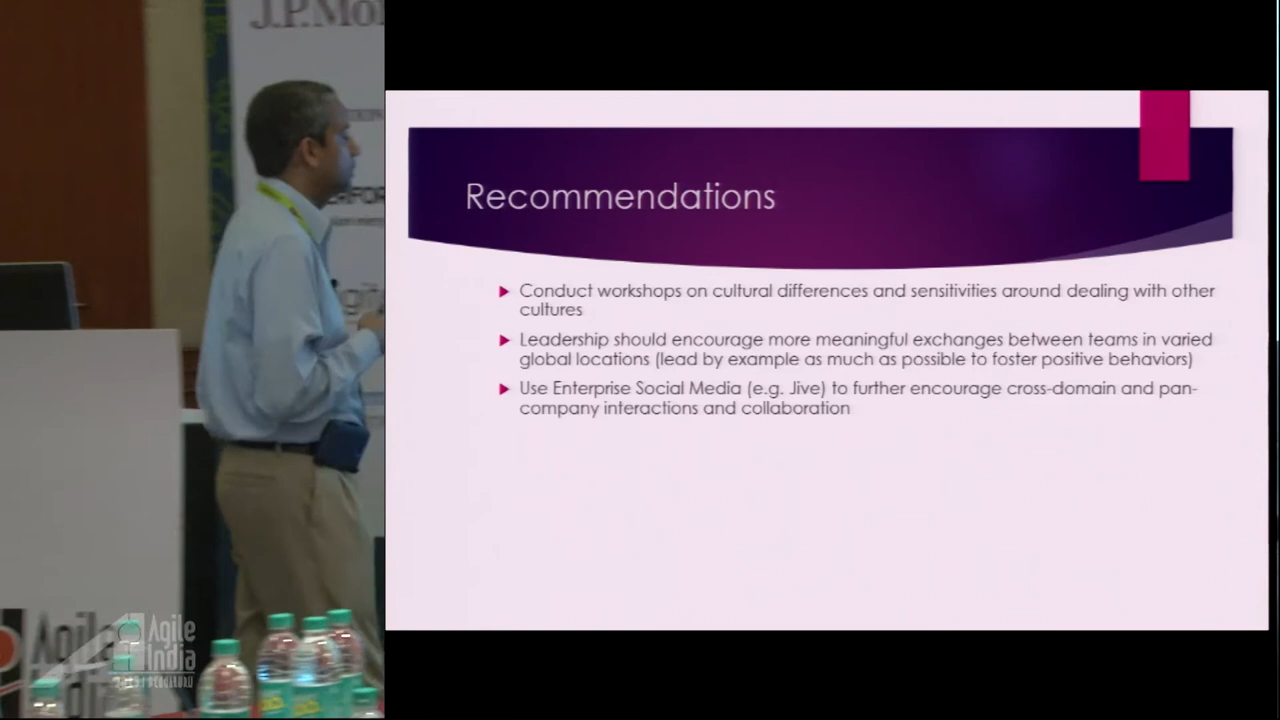 J.P.Mo
Recommendations
Conduct workshops on cultural differences and sensitivities around dealing with other
cultures
Leadership should encourage more meaningful exchanges between teams in varied
global locations (lead by example as much as possible to foster positive behaviors)
Use Enterprise Social Media (e.g. Jive) to further encourage cross-domain and pan-
company interactions and collaboration
Agile
India